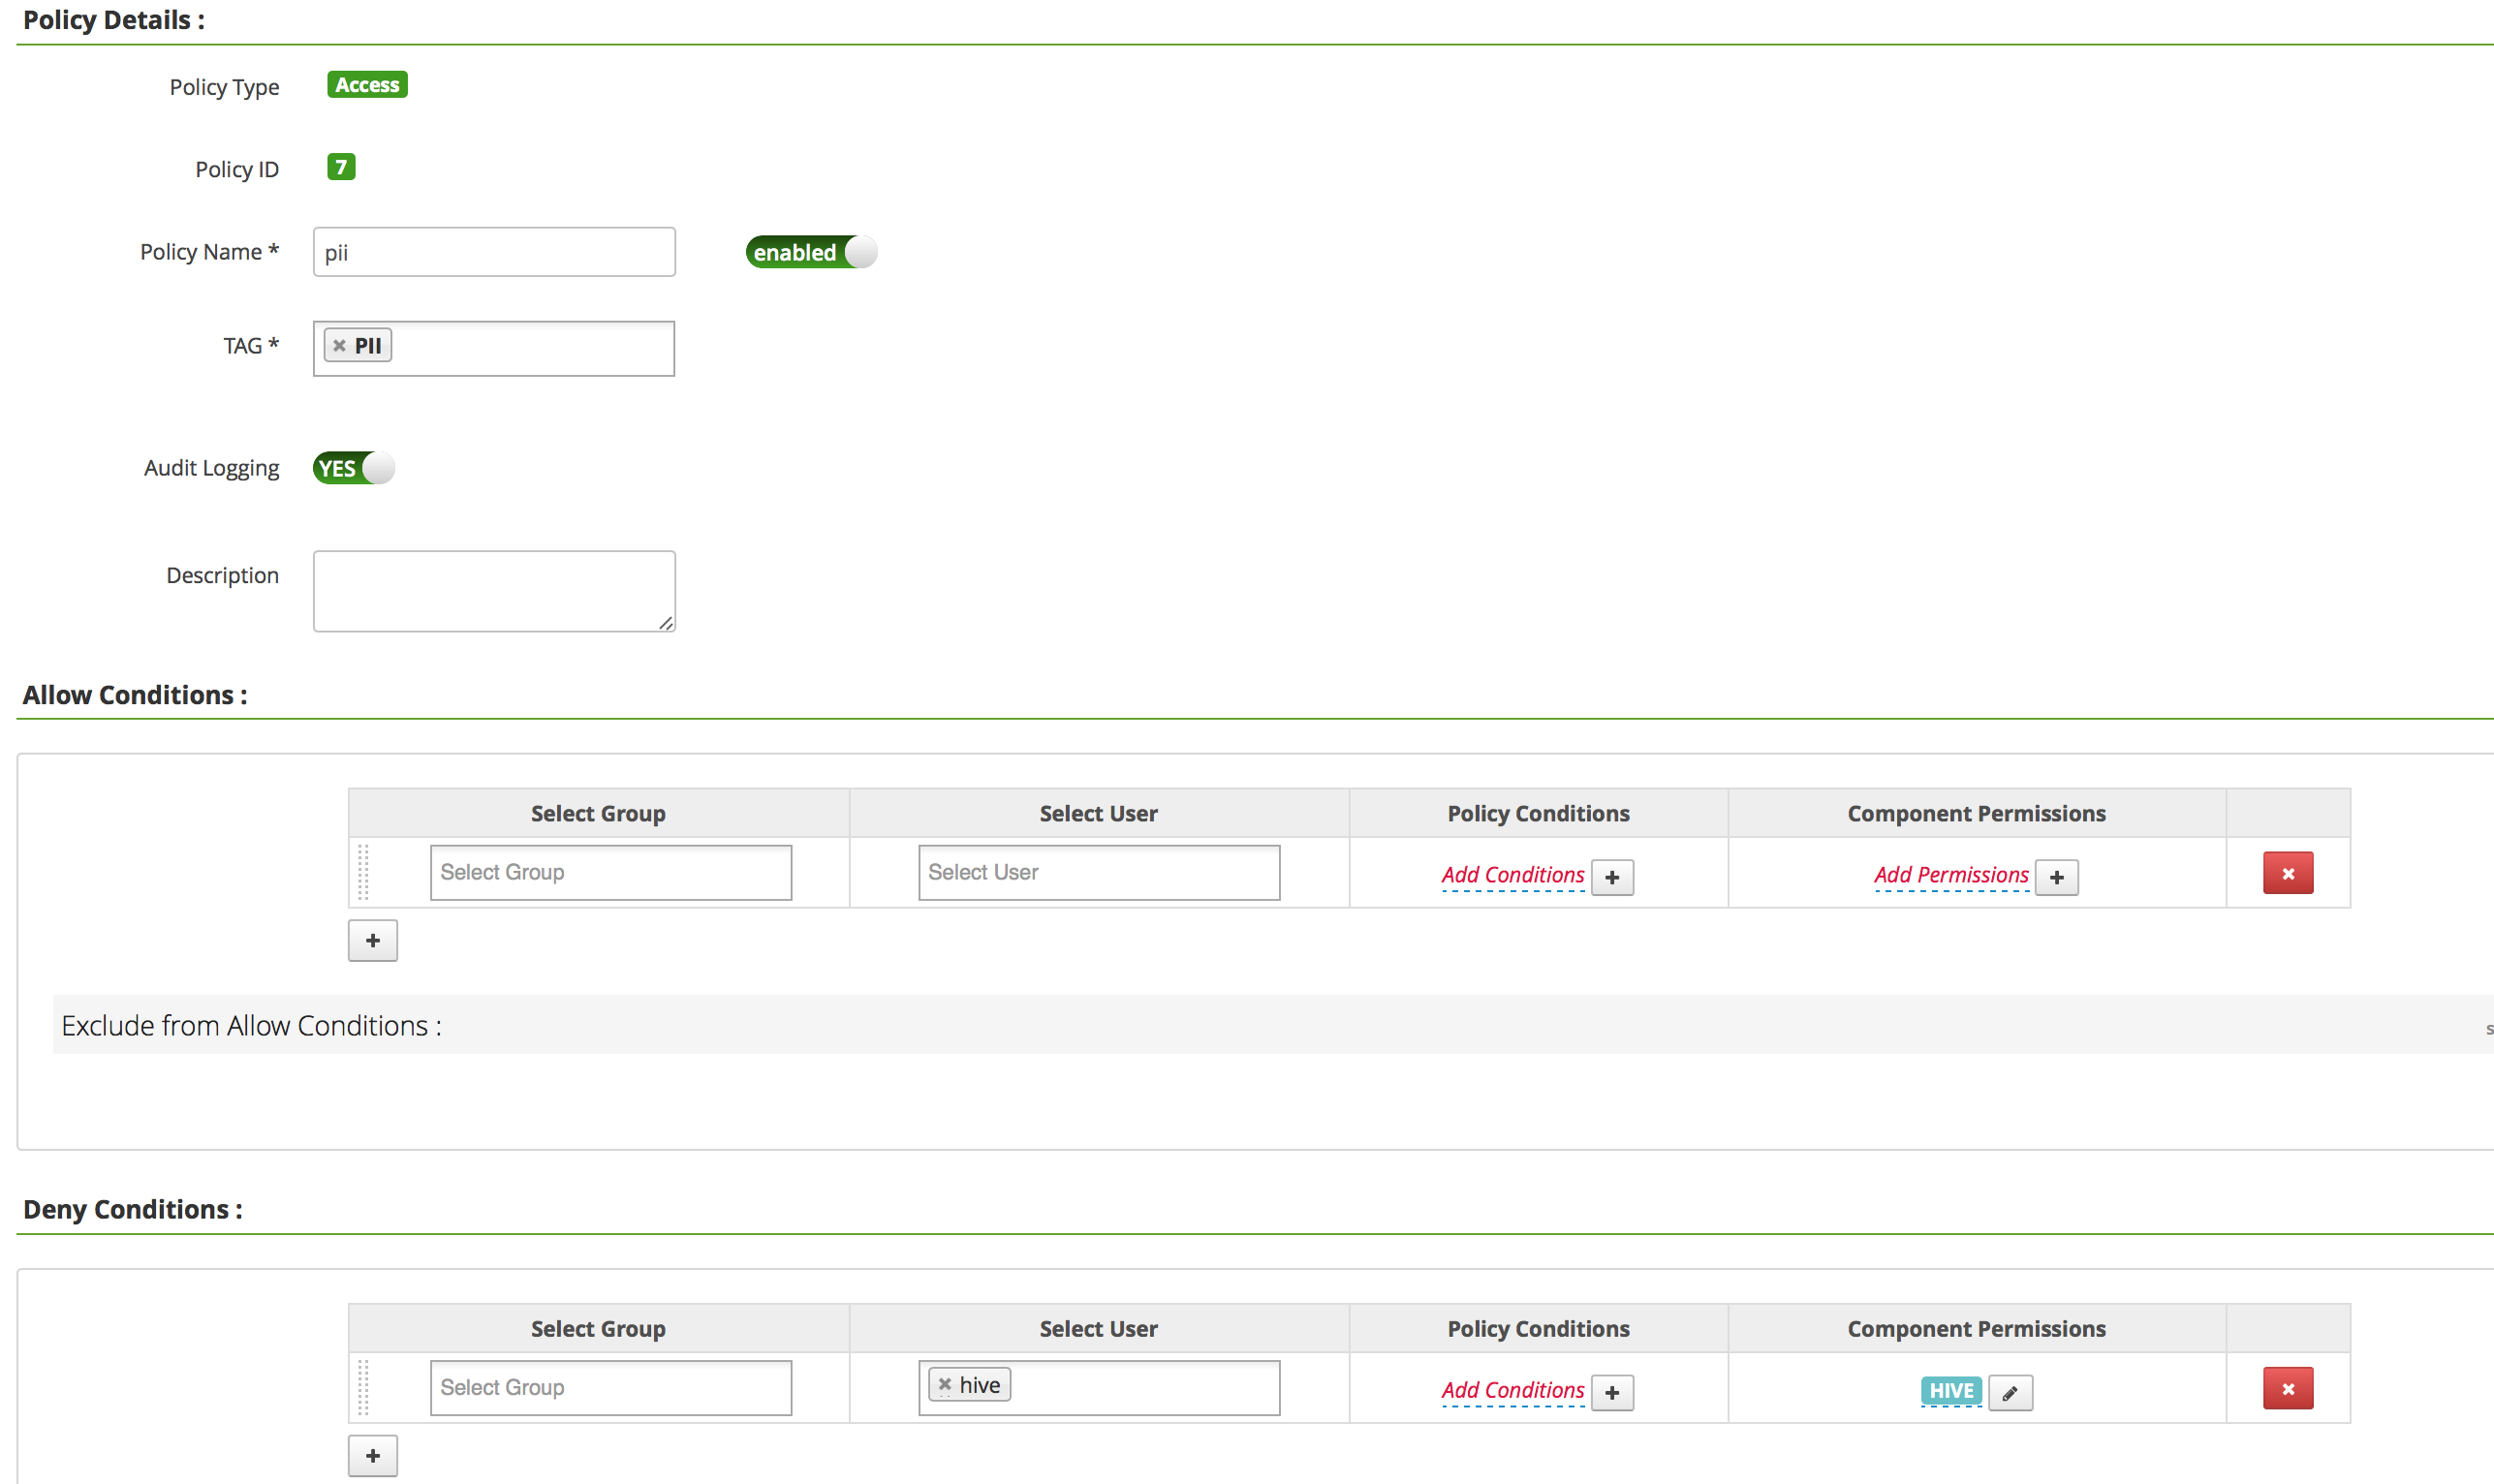 Policy Details :
Policy Type Access
Policy ID 7
Policy Name * pii enabled
TAG * PII
Audit Logging YES
Description
Allow Conditions :
Select Group Select User Policy Conditions Component Permissions
Select Group Select User Add Conditions Add Permissions
Exclude from Allow Conditions :
Deny Conditions :
Select Group Select User Policy Conditions Component Permissions
Select Group hive Add Conditions HIVE